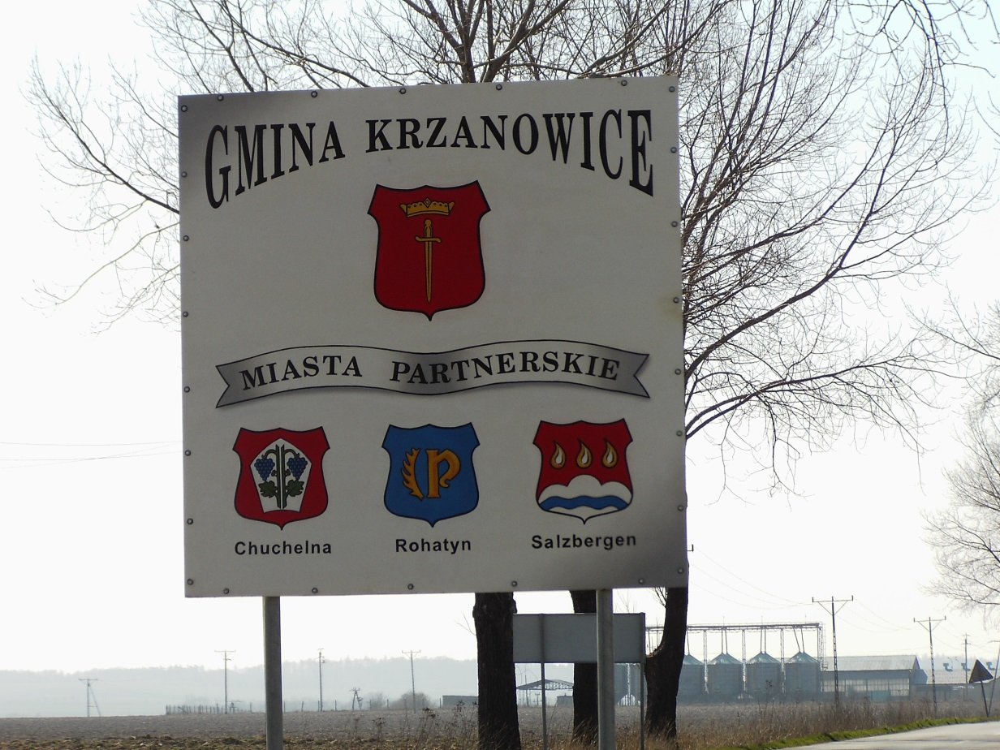 GMINA KRZANOWICE
MIASTA PARTNERSKIE
P
Chuchelna
Rohatyn
Salzbergen